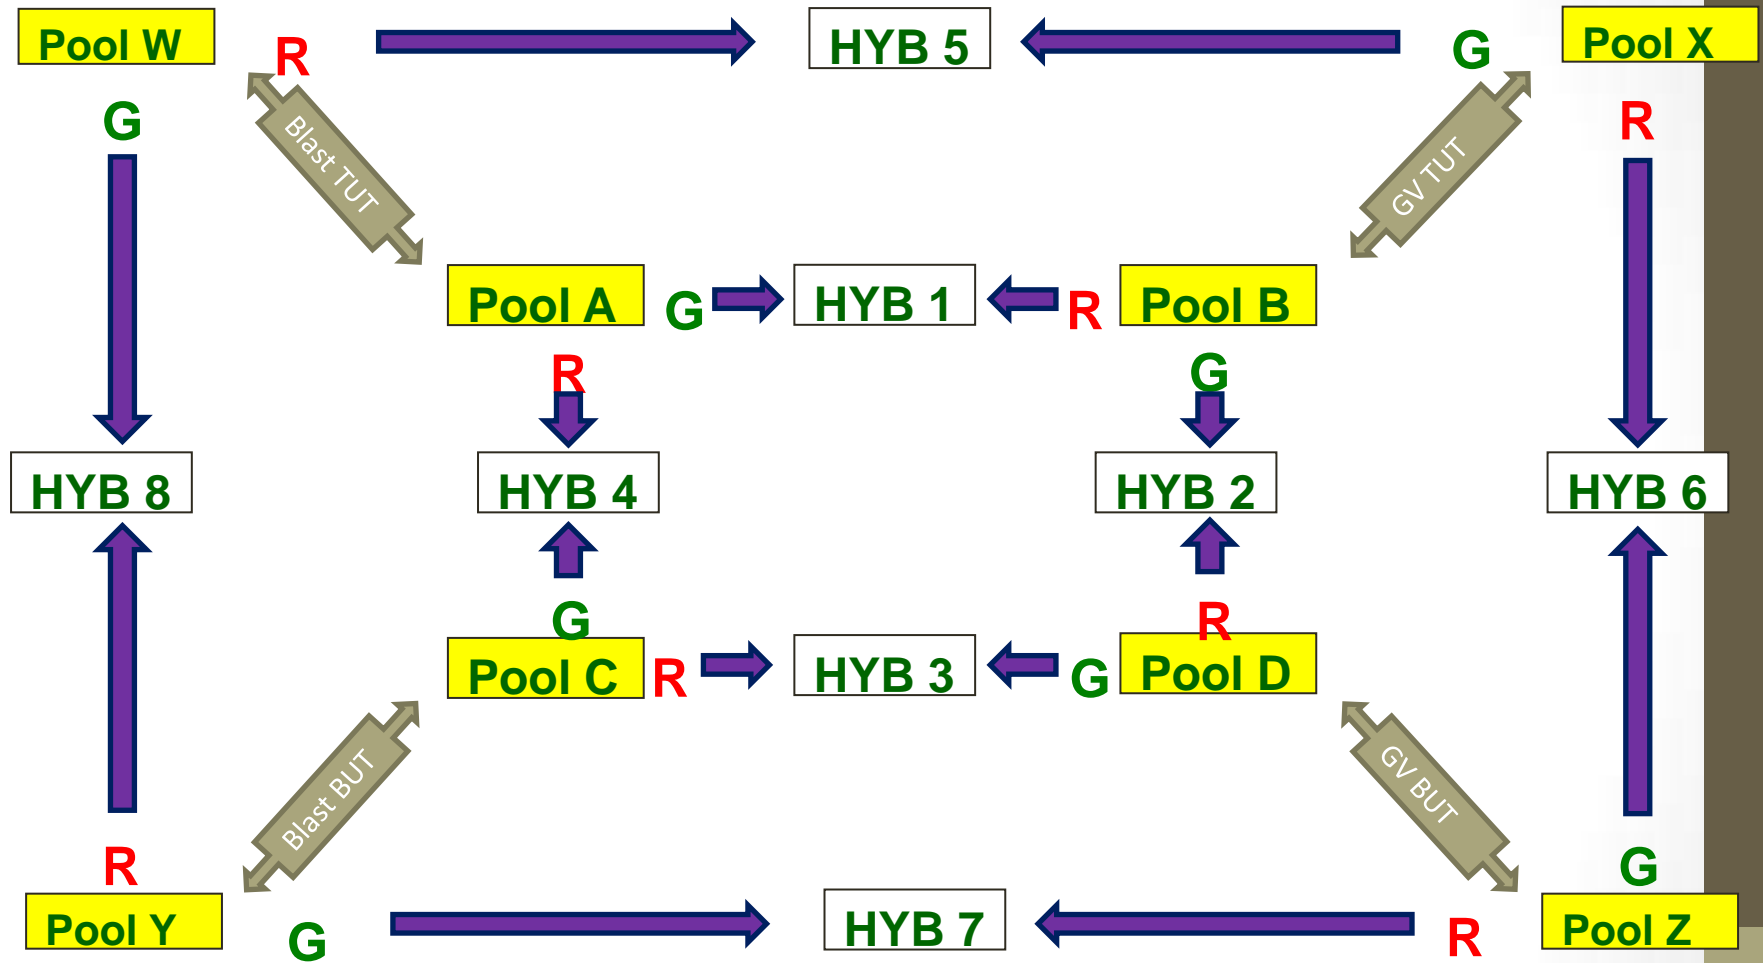 Pool W
R
HYB 5
G
Pool X
G
Blast TUT
GV TUT
R
Pool A
G
HYB 1
R
Pool B
R
G
HYB 8
HYB 4
HYB 2
HYB 6
G
R
Pool C
R
HYB 3
G
Pool D
Blast BUT
GV BUT
R
G
Pool Y
G
HYB 7
R
Pool Z